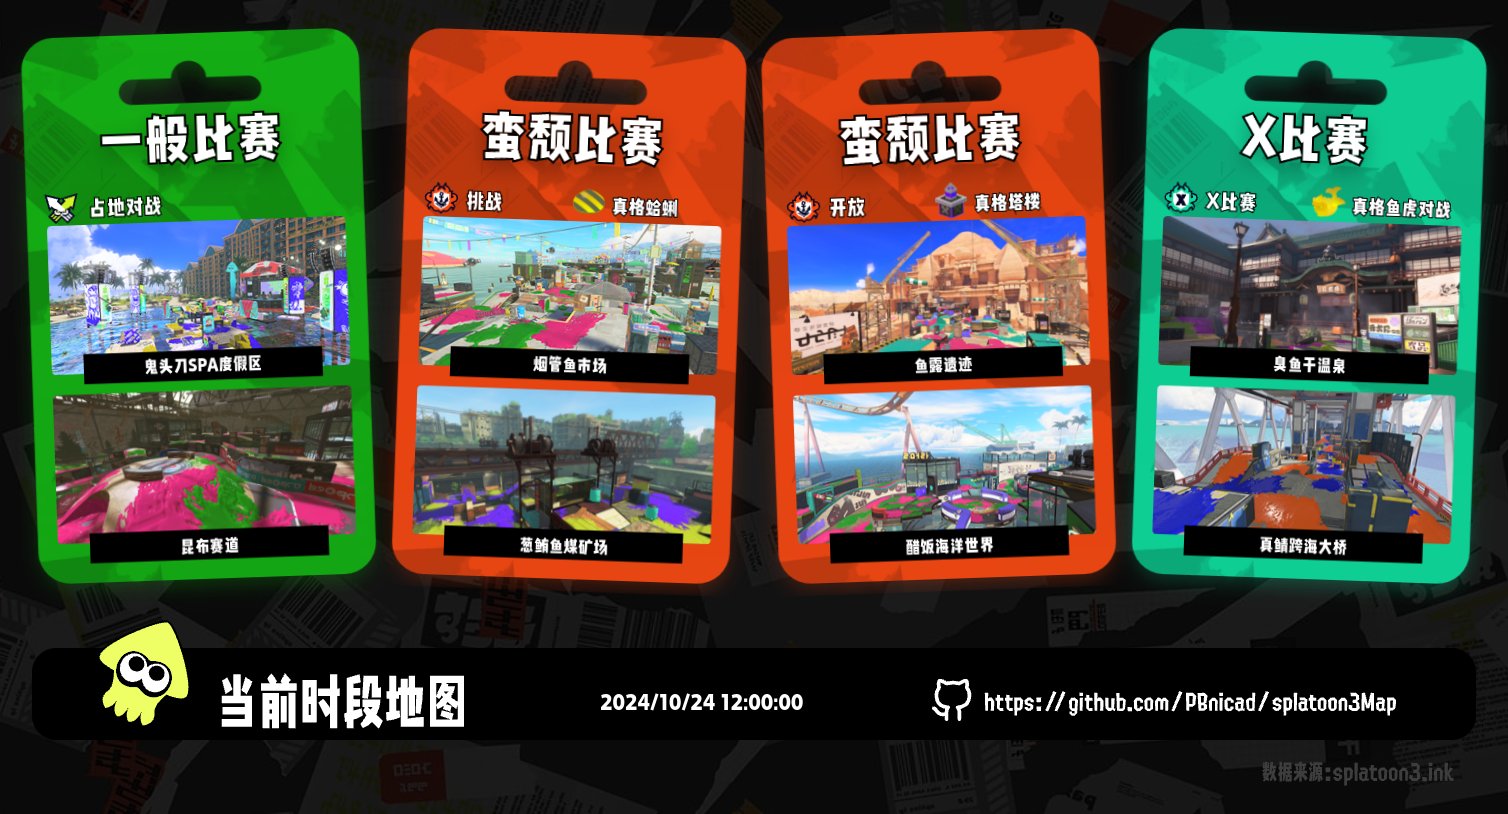 一般比赛
占地对战
鬼头刀SPA度假区
昆布赛道
蛮颓比赛
挑战
真格蛤蜊
烟管鱼市场
葱鲔鱼煤矿场
蛮颓比赛
开放
真格塔楼
鱼露遗迹
醋饭海洋世界
X比赛
X比赛
真格鱼虎对战
臭鱼干温泉
真鲭跨海大桥
当前时段地图
2024/10/24 12:00:00
https://github.com/PBnicad/splatoon3Map
数据来源:splatoon3.ink